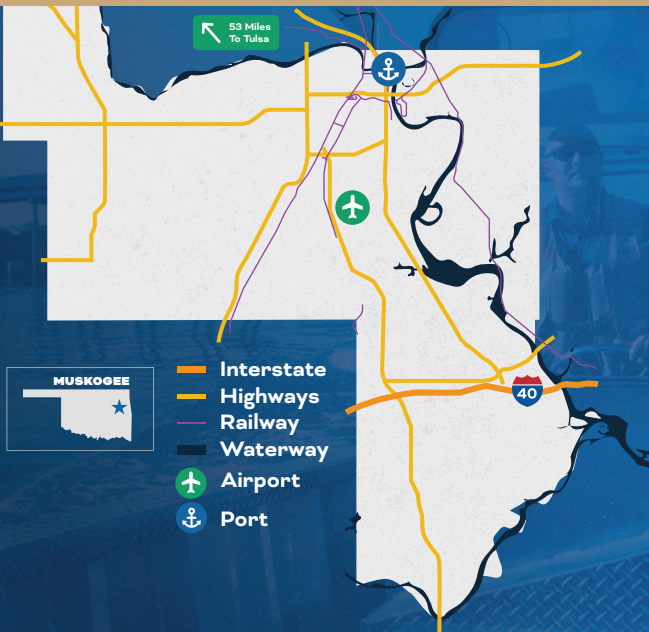 53 Miles
To Tulsa
MUSKOGEE
Interstate
Highways
Railway
Waterway
Airport
Port
40